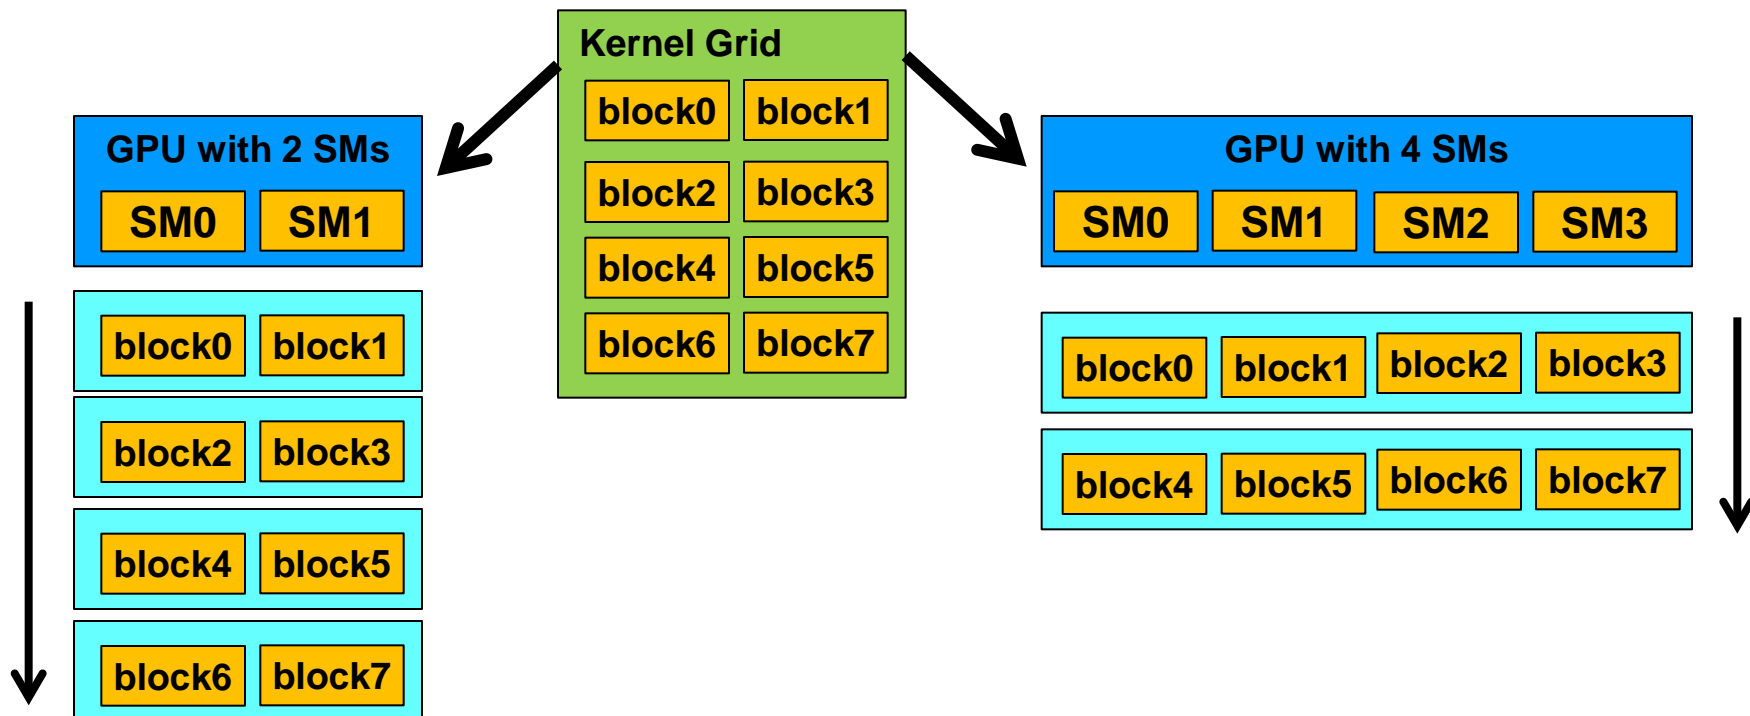 Kernel Grid
block0 block1
block2 block3
block4 block5
block6 block7
GPU with 2 SMs
SM0 SM1
block0 block1
block2 block3
block4 block5
block6 block7
GPU with 4 SMs
SM0 SM1 SM2 SM3
block0 block1 block2 block3
block4 block5 block6 block7